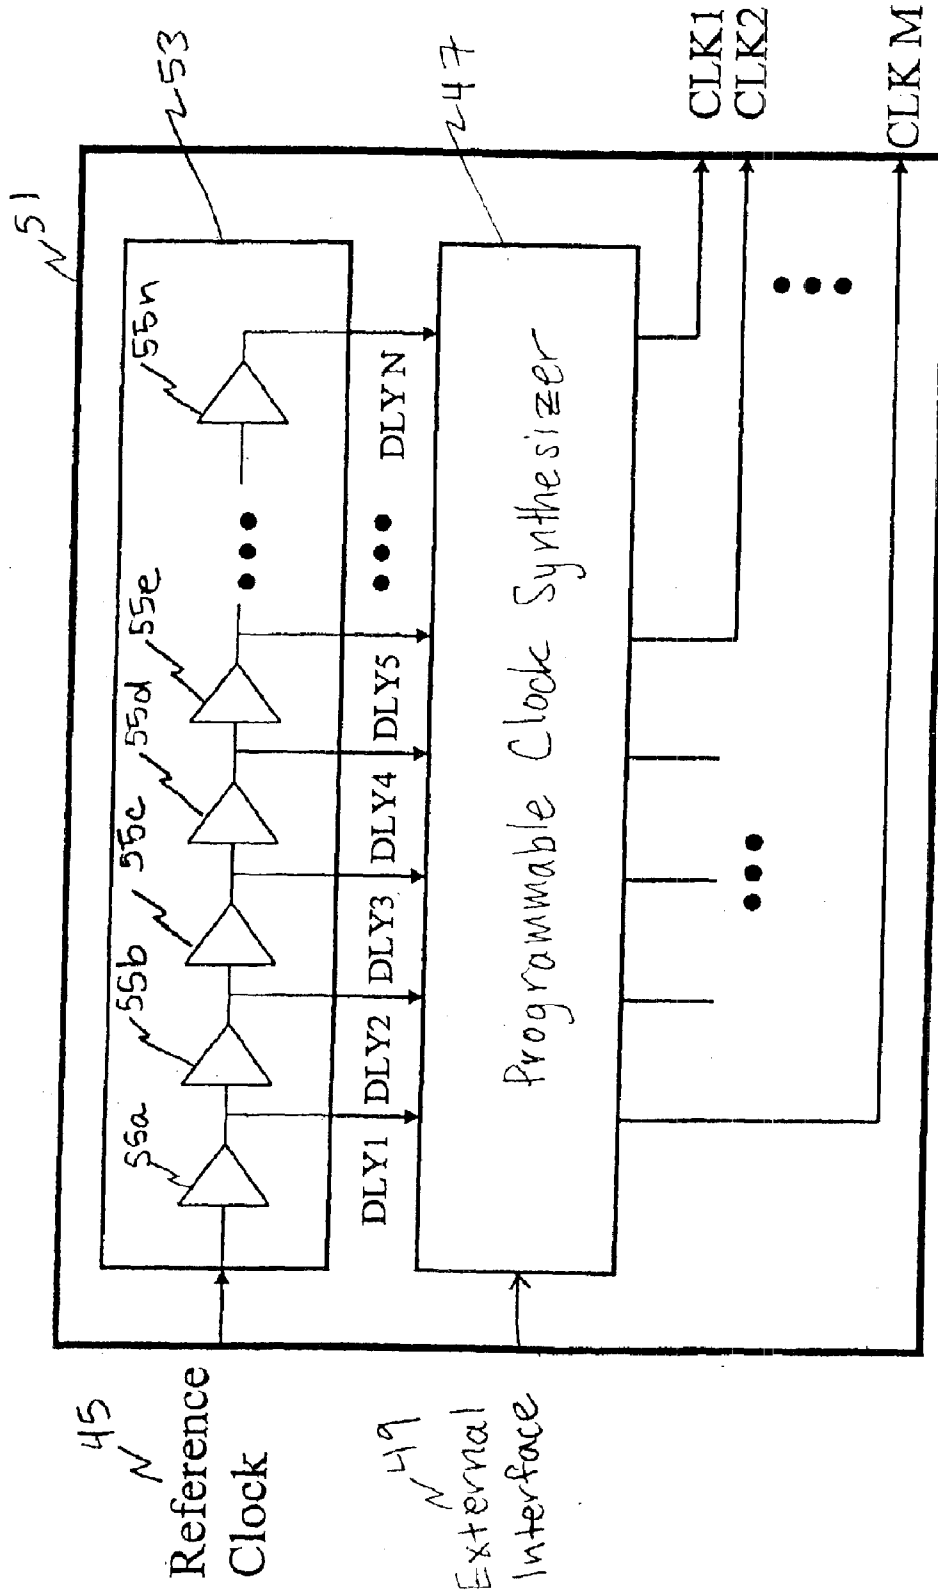 51
53
55a
55b
55c
55d
55e
55n
45
Reference
Clock
DLY1
DLY2
DLY3
DLY4
DLY5
DLY N
47
49
External
Interface
Programmable Clock Synthesizer
CLK1
CLK2
CLK M